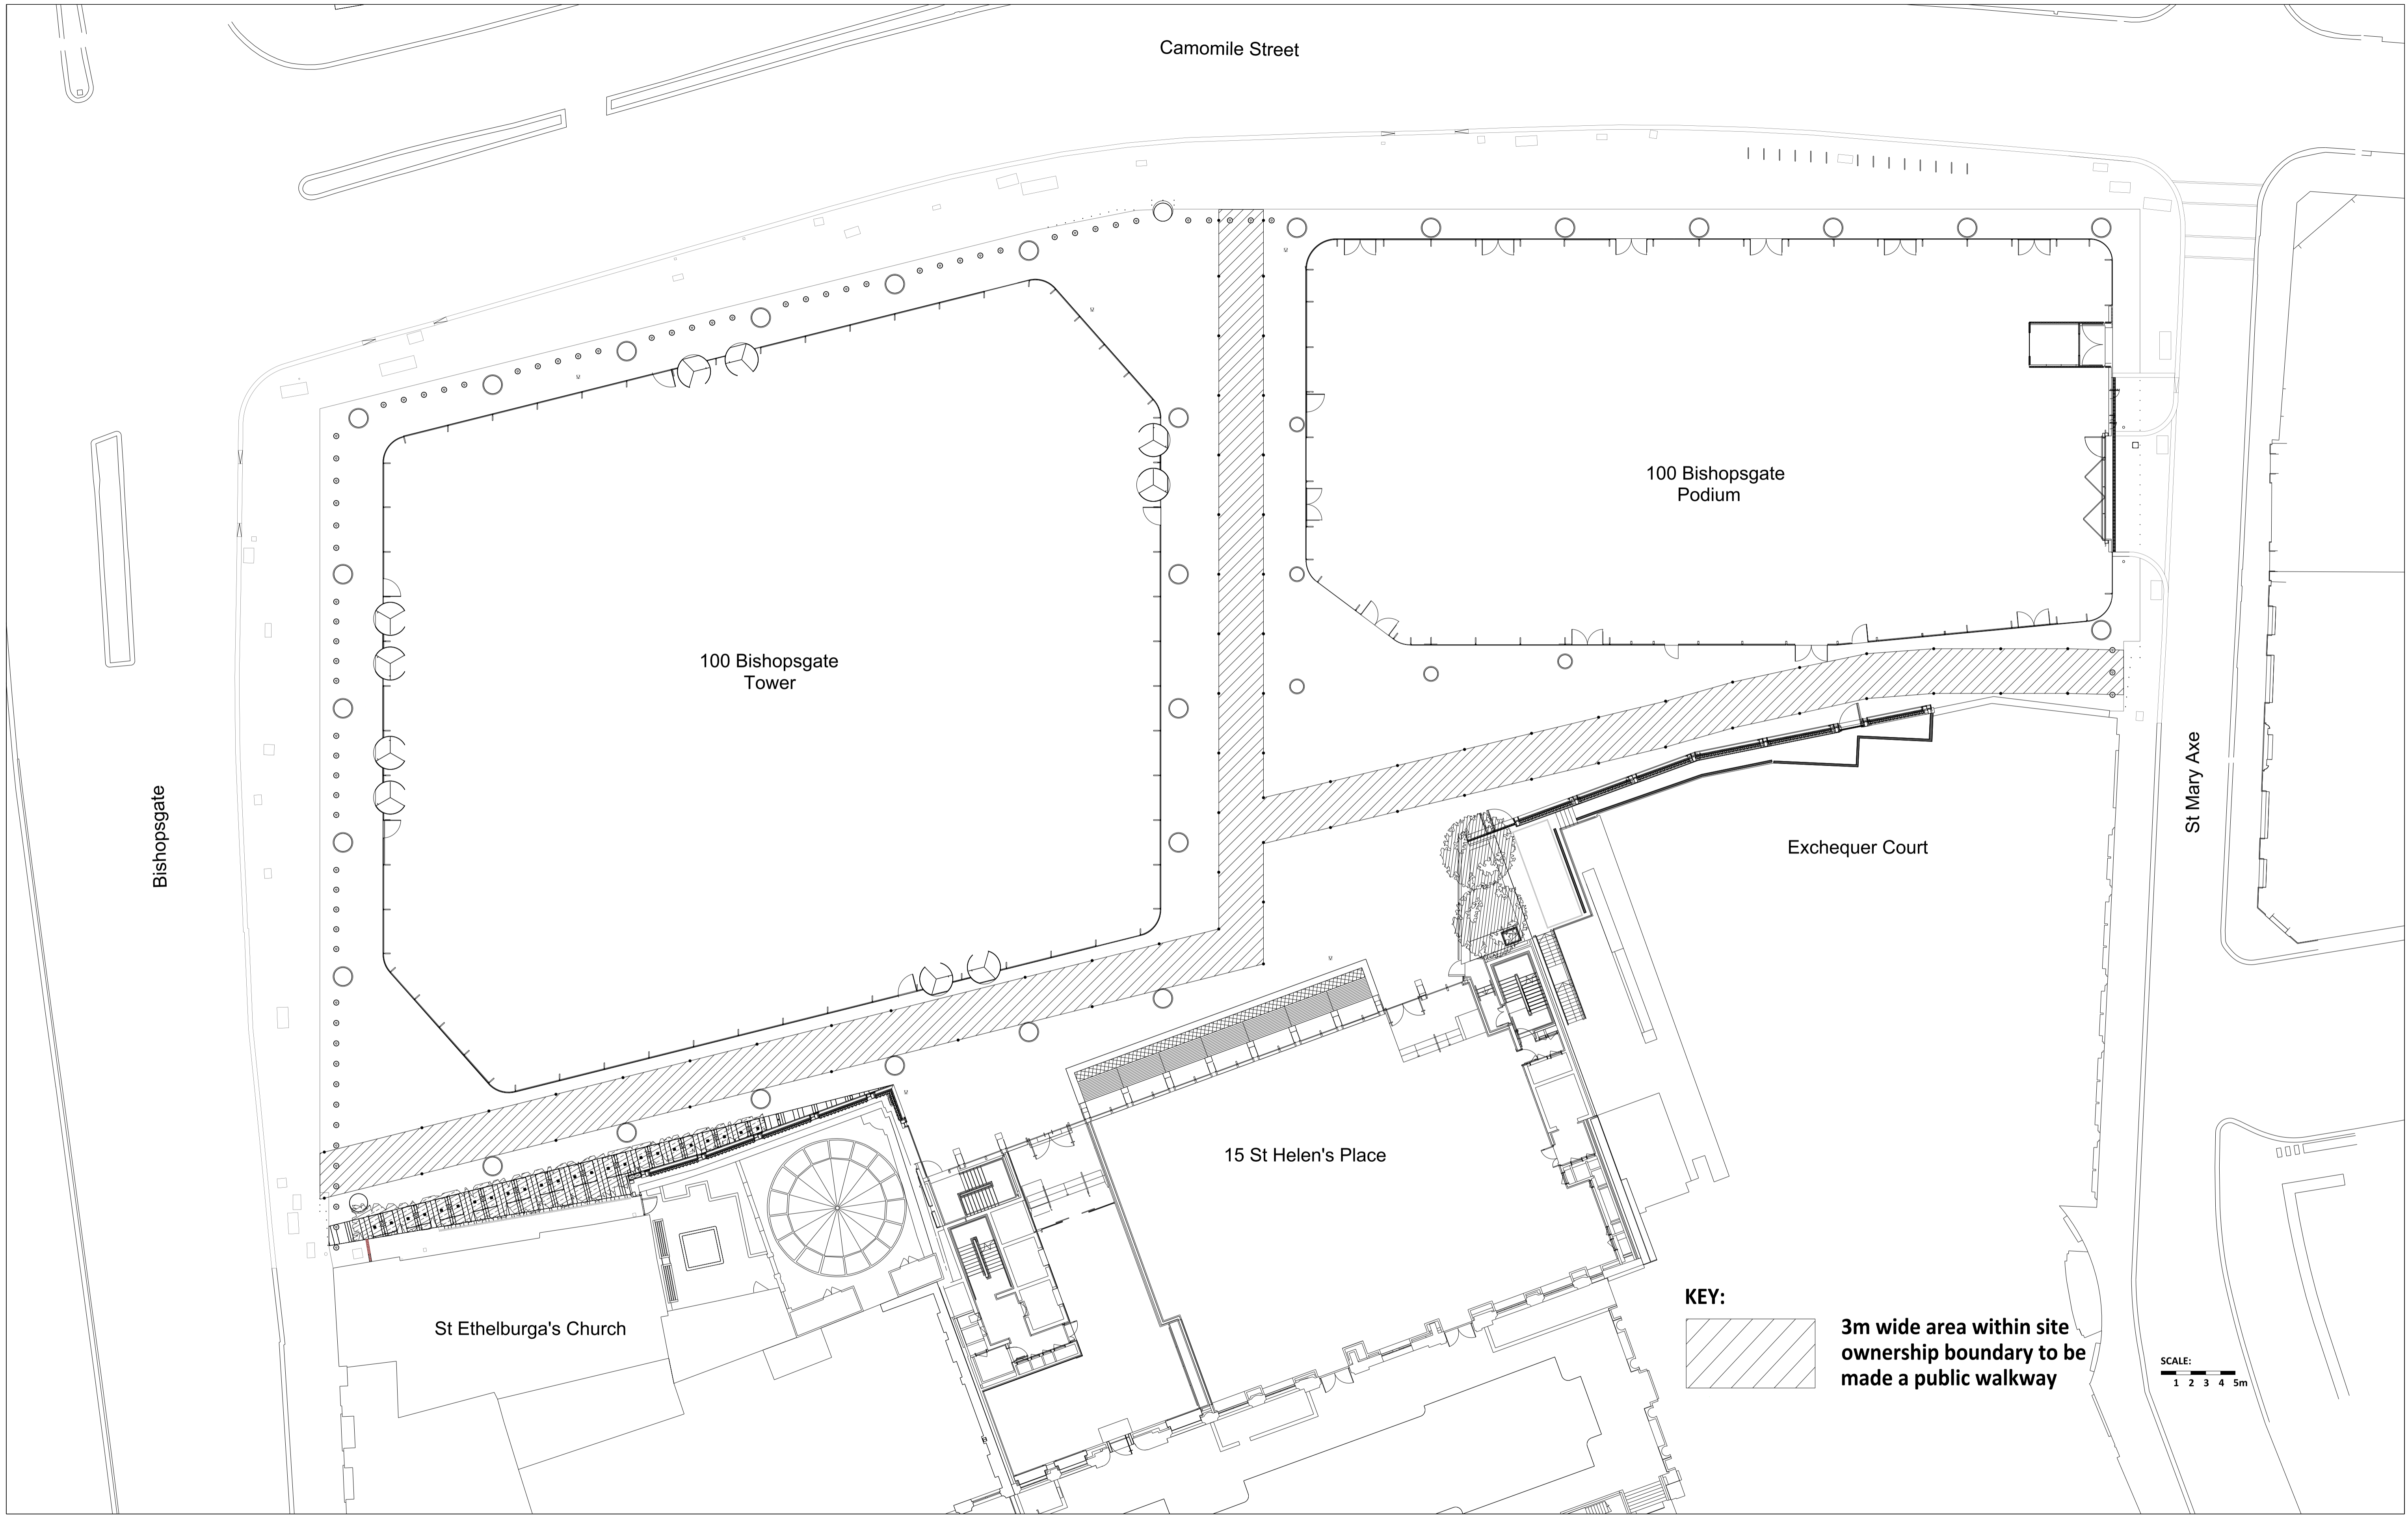 Camomile Street
100 Bishopsgate
Podium
100 Bishopsgate
Tower
Bishopsgate
St Mary Axe
Exchequer Court
15 St Helen's Place
St Ethelburga's Church
KEY:
3m wide area within site
ownership boundary to be
made a public walkway
SCALE:
1 2 3 4 5m